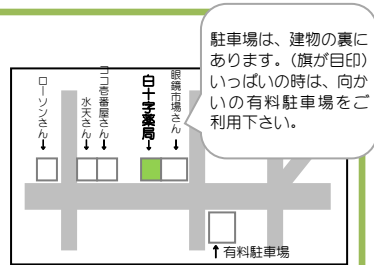 駐車場は、建物の裏に
あります。(旗が目印)
いっぱいの時は、向か
いの有料駐車場をご
利用下さい。
ローソンさん→
水天さん→
ココ壱番屋さん→
白十字薬局→
眼鏡市場さん→
↑有料駐車場